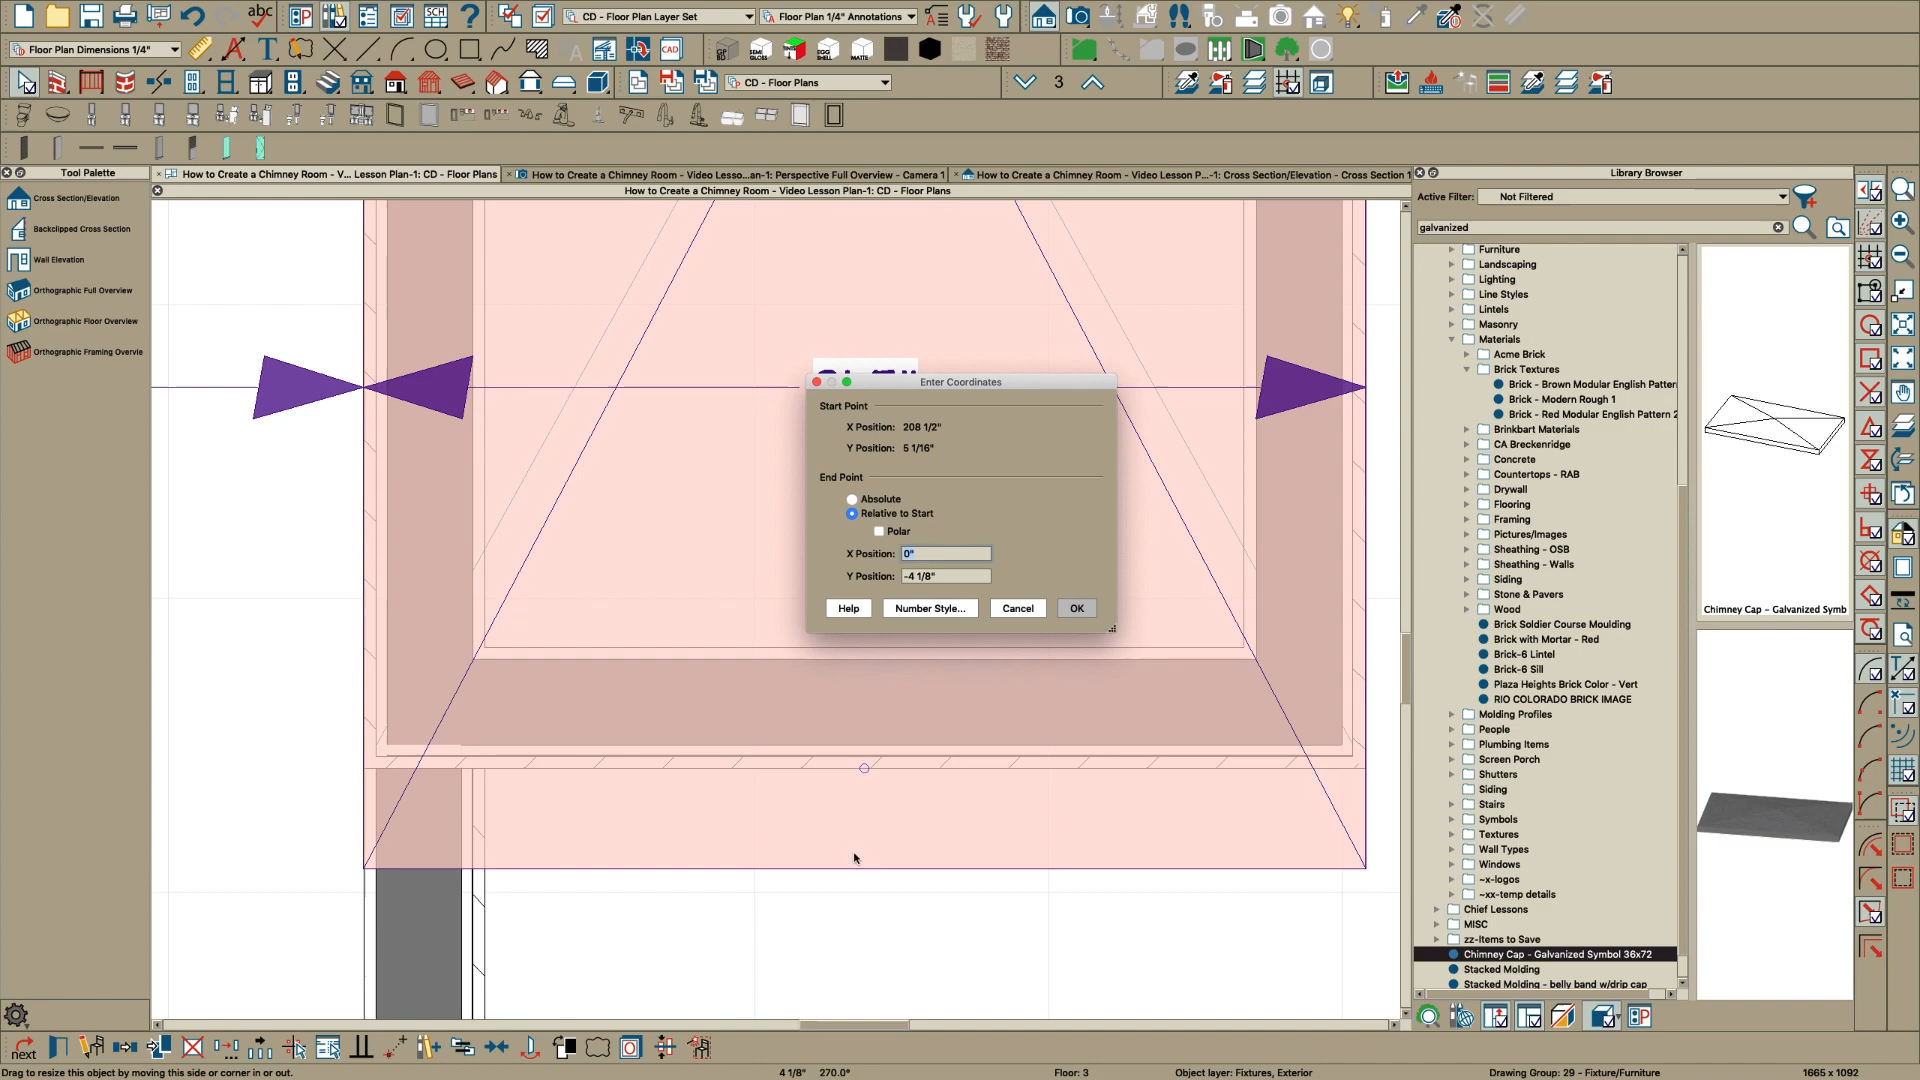 abc
SCH
?
CD - Floor Plan Layer Set
Floor Plan 1/4" Annotations
Floor Plan Dimensions 1/4"
A
T
A
CAD
SEMI GLOSS
EGG SHELL
MATTE
CD - Floor Plans
3
Tool Palette
How to Create a Chimney Room - V... Lesson Plan-1: CD - Floor Plans
How to Create a Chimney Room - Video Lesso...an-1: Perspective Full Overview - Camera 1
How to Create a Chimney Room - Video Lesson P...-1: Cross Section/Elevation - Cross Section 1
How to Create a Chimney Room - Video Lesson Plan-1: CD - Floor Plans
Cross Section/Elevation
Backclipped Cross Section
Wall Elevation
Orthographic Full Overview
Orthographic Floor Overview
Orthographic Framing Overvie
Enter Coordinates
Start Point
X Position: 208 1/2"
Y Position: 5 1/16"
End Point
Absolute
Relative to Start
Polar
X Position: 0"
Y Position: -4 1/8"
Help
Number Style...
Cancel
OK
Library Browser
Active Filter: Not Filtered
galvanized
Furniture
Landscaping
Lighting
Line Styles
Lintels
Masonry
Materials
Acme Brick
Brick Textures
Brick - Brown Modular English Patter
Brick - Modern Rough 1
Brick - Red Modular English Pattern 2
Brinkbart Materials
CA Breckenridge
Concrete
Countertops - RAB
Drywall
Flooring
Framing
Pictures/Images
Sheathing - OSB
Sheathing - Walls
Siding
Stone & Pavers
Wood
Brick Soldier Course Moulding
Brick with Mortar - Red
Brick-6 Lintel
Brick-6 Sill
Plaza Heights Brick Color - Vert
RIO COLORADO BRICK IMAGE
Molding Profiles
People
Plumbing Items
Screen Porch
Shutters
Siding
Stairs
Symbols
Textures
Wall Types
Windows
~x-logos
~xx-temp details
Chief Lessons
MISC
zz-Items to Save
Chimney Cap - Galvanized Symbol 36x72
Stacked Molding
Stacked Molding - belly band w/drip cap
Chimney Cap - Galvanized Symb
next
Drag to resize this object by moving this side or corner in or out.
4 1/8" 270.0°
Floor: 3
Object layer: Fixtures, Exterior
Drawing Group: 29 - Fixture/Furniture
1665 x 1092